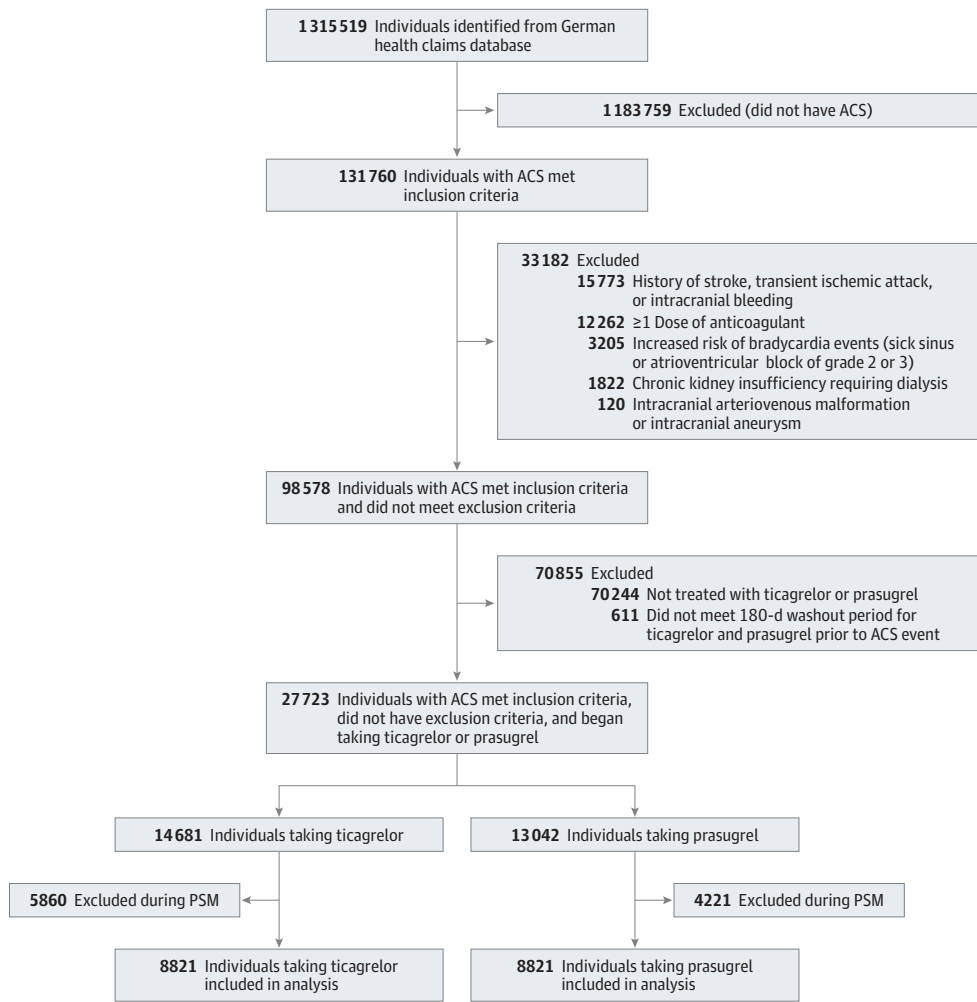 1315519 Individuals identified from German
health claims database
1183759 Excluded (did not have ACS)
131760 Individuals with ACS met
inclusion criteria
33182 Excluded
15773 History of stroke, transient ischemic attack,
or intracranial bleeding
12262 ≥1 Dose of anticoagulant
3205 Increased risk of bradycardia events (sick sinus
or atrioventricular block of grade 2 or 3)
1822 Chronic kidney insufficiency requiring dialysis
120 Intracranial arteriovenous malformation
or intracranial aneurysm
98578 Individuals with ACS met inclusion criteria
and did not meet exclusion criteria
70855 Excluded
70244 Not treated with ticagrelor or prasugrel
611 Did not meet 180-d washout period for
ticagrelor and prasugrel prior to ACS event
27723 Individuals with ACS met inclusion criteria,
did not have exclusion criteria, and began
taking ticagrelor or prasugrel
14681 Individuals taking ticagrelor
13042 Individuals taking prasugrel
5860 Excluded during PSM
4221 Excluded during PSM
8821 Individuals taking ticagrelor
included in analysis
8821 Individuals taking prasugrel
included in analysis